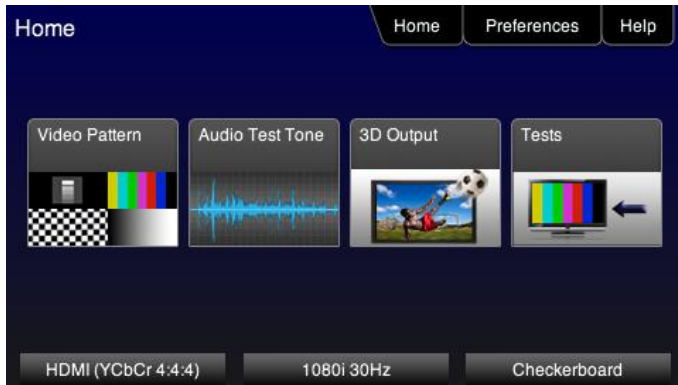 Home
Home
Preferences
Help
Video Pattern
Audio Test Tone
3D Output
Tests
HDMI (YCbCr 4:4:4)
1080i 30Hz
Checkerboard